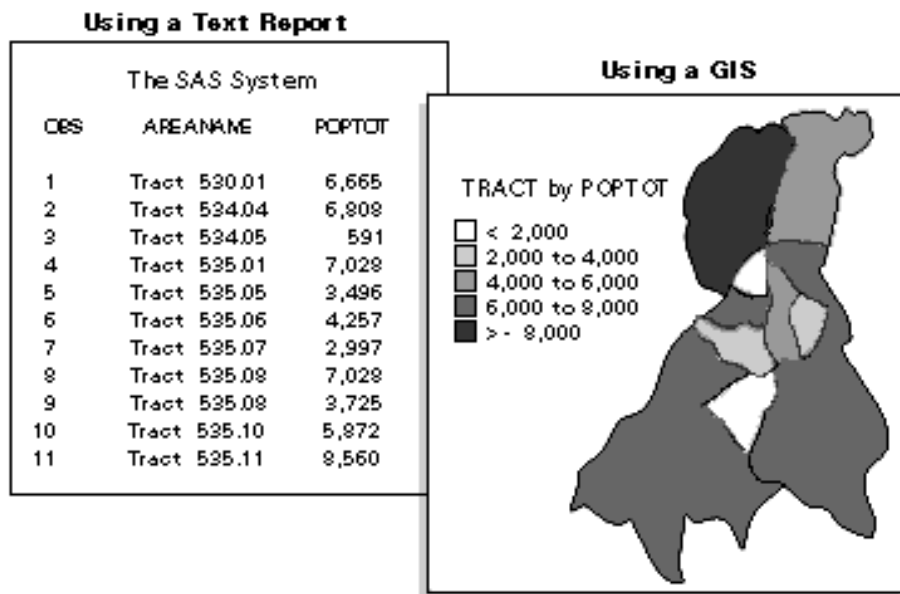 Using a Text Report
The SAS System
OBS AREANAME POPTOT
1 Tract 530.01 6,665
2 Tract 534.04 6,808
3 Tract 534.05 591
4 Tract 535.01 7,028
5 Tract 535.05 3,496
6 Tract 535.06 4,257
7 Tract 535.07 2,997
8 Tract 535.08 7,028
9 Tract 535.08 3,725
10 Tract 535.10 5,872
11 Tract 535.11 8,560
Using a GIS
TRACT by POPTOT
< 2,000
2,000 to 4,000
4,000 to 6,000
6,000 to 8,000
>- 8,000